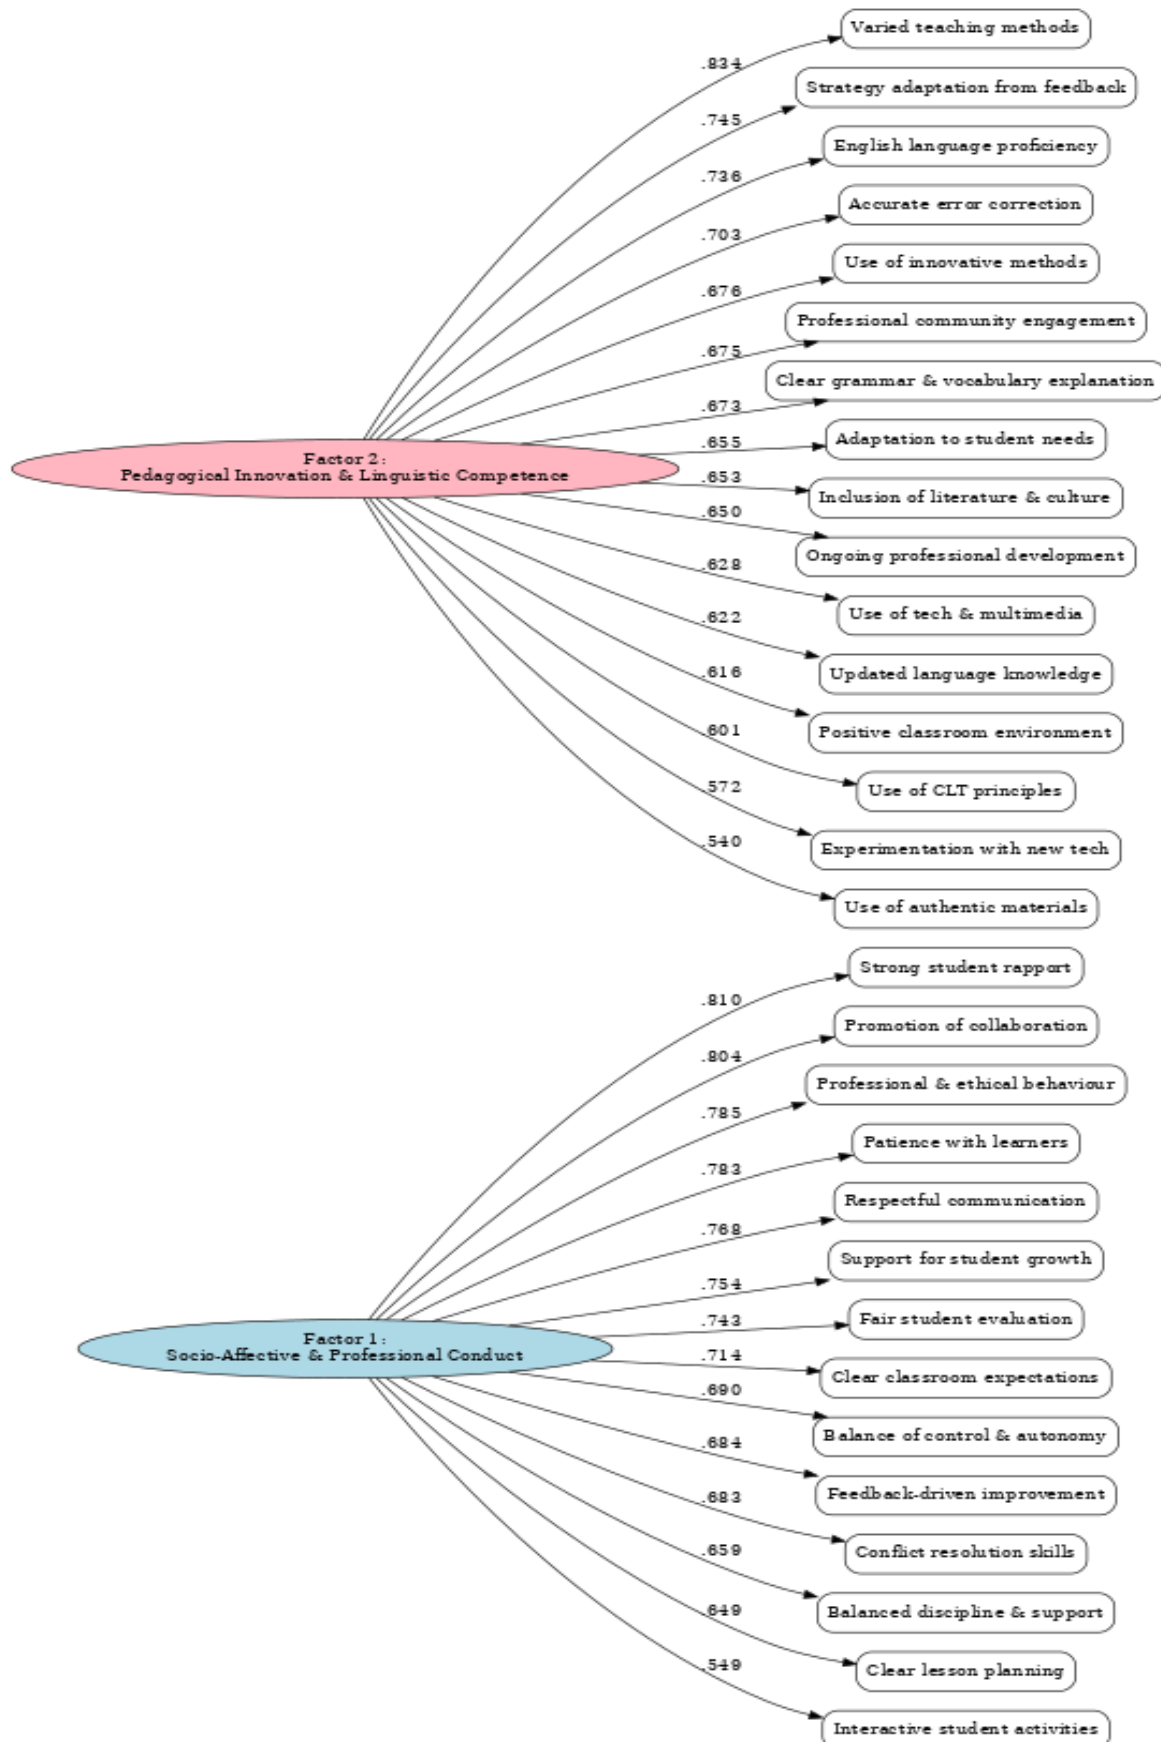 Varied teaching methods
.834
Strategy adaptation from feedback
.745
English language proficiency
.736
Accurate error correction
.703
Use of innovative methods
.676
Professional community engagement
.675
Clear grammar & vocabulary explanation
.673
Adaptation to student needs
.655
Factor 2:
Pedagogical Innovation & Linguistic Competence
.653
Inclusion of literature & culture
.650
Ongoing professional development
.628
Use of tech & multimedia
.622
Updated language knowledge
.616
Positive classroom environment
.601
Use of CLT principles
.572
Experimentation with new tech
.540
Use of authentic materials
Strong student rapport
.810
Promotion of collaboration
.804
Professional & ethical behaviour
.785
Patience with learners
.783
Respectful communication
.768
Support for student growth
.754
Fair student evaluation
.743
Factor 1:
Socio-Affective & Professional Conduct
.714
Clear classroom expectations
.690
Balance of control & autonomy
.684
Feedback-driven improvement
.683
Conflict resolution skills
.659
Balanced discipline & support
.649
Clear lesson planning
.549
Interactive student activities